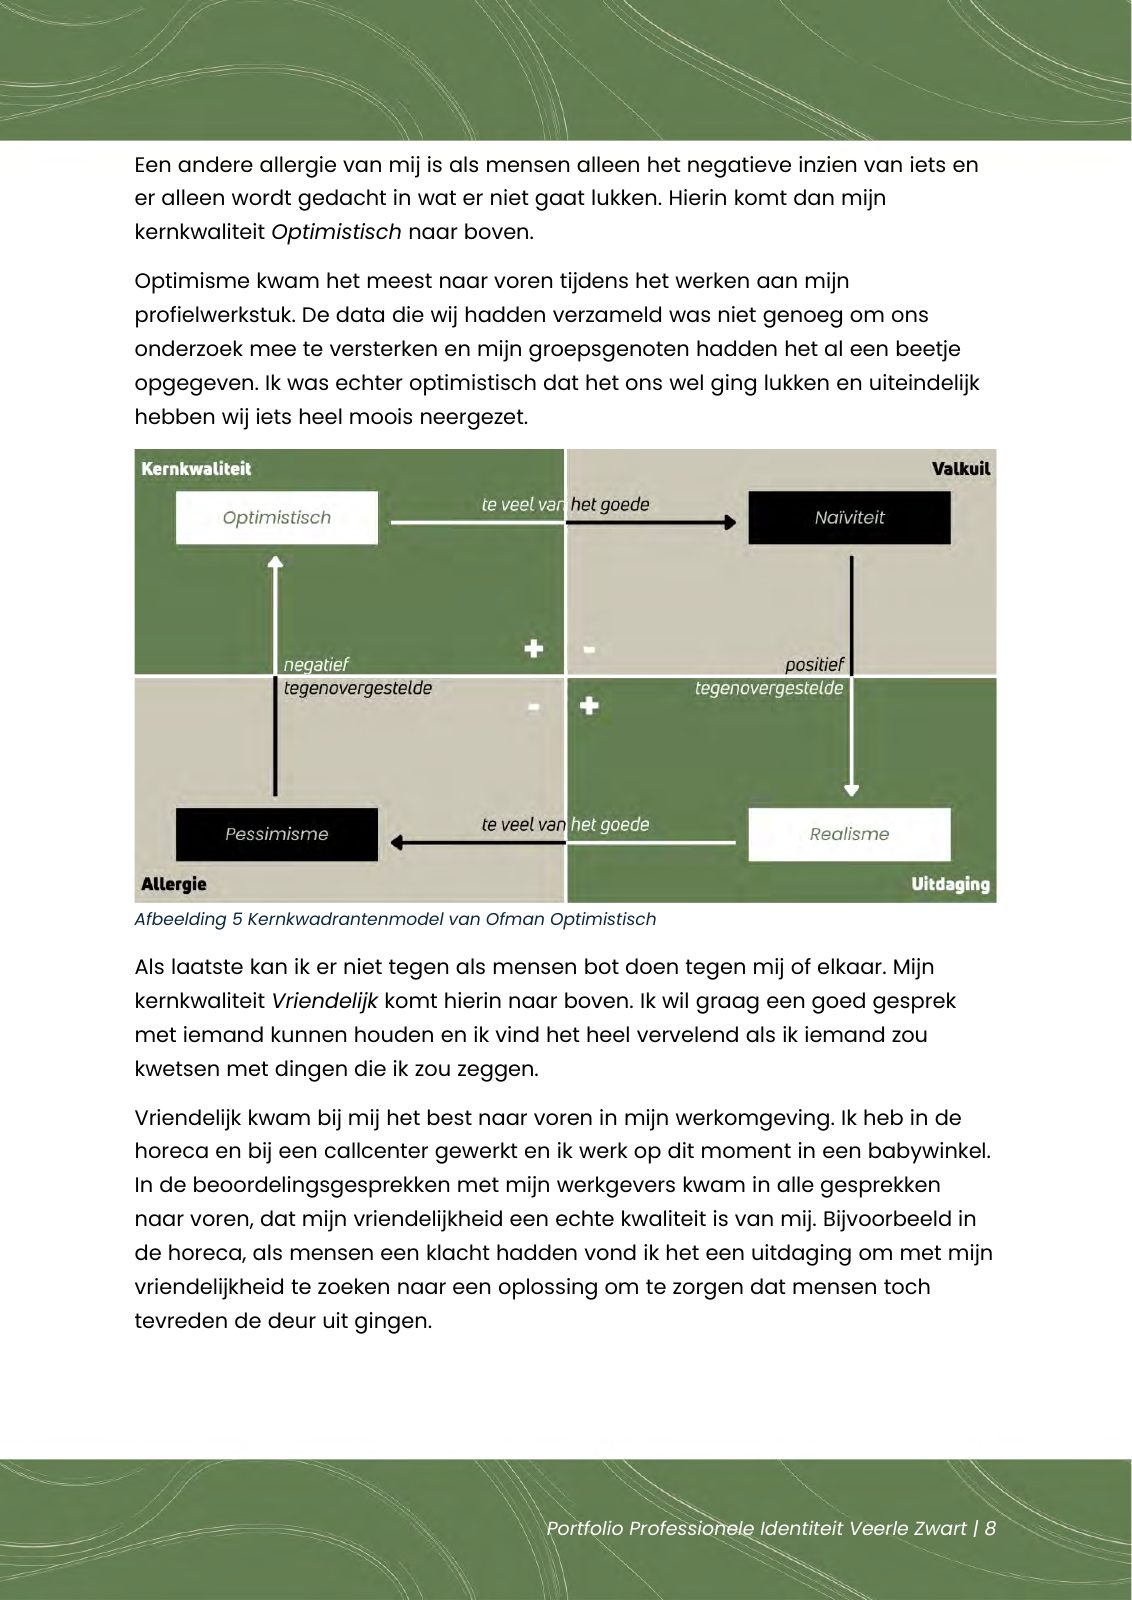 Een andere allergie van mij is als mensen alleen het negatieve inzien van iets en
er alleen wordt gedacht in wat er niet gaat lukken. Hierin komt dan mijn
kernkwaliteit Optimistisch naar boven.
Optimisme kwam het meest naar voren tijdens het werken aan mijn
profielwerkstuk. De data die wij hadden verzameld was niet genoeg om ons
onderzoek mee te versterken en mijn groepsgenoten hadden het al een beetje
opgegeven. Ik was echter optimistisch dat het ons wel ging lukken en uiteindelijk
hebben wij iets heel moois neergezet.
Kernkwaliteit
Valkuil
Optimistisch
te veel van het goede
Naïviteit
+ -
negatief
tegenovergestelde
positief
tegenovergestelde
- +
Pessimisme
te veel van het goede
Realisme
Allergie
Uitdaging
Afbeelding 5 Kernkwadrantenmodel van Ofman Optimistisch
Als laatste kan ik er niet tegen als mensen bot doen tegen mij of elkaar. Mijn
kernkwaliteit Vriendelijk komt hierin naar boven. Ik wil graag een goed gesprek
met iemand kunnen houden en ik vind het heel vervelend als ik iemand zou
kwetsen met dingen die ik zou zeggen.
Vriendelijk kwam bij mij het best naar voren in mijn werkomgeving. Ik heb in de
horeca en bij een callcenter gewerkt en ik werk op dit moment in een babywinkel.
In de beoordelingsgesprekken met mijn werkgevers kwam in alle gesprekken
naar voren, dat mijn vriendelijkheid een echte kwaliteit is van mij. Bijvoorbeeld in
de horeca, als mensen een klacht hadden vond ik het een uitdaging om met mijn
vriendelijkheid te zoeken naar een oplossing om te zorgen dat mensen toch
tevreden de deur uit gingen.
Portfolio Professionele Identiteit Veerle Zwart | 8